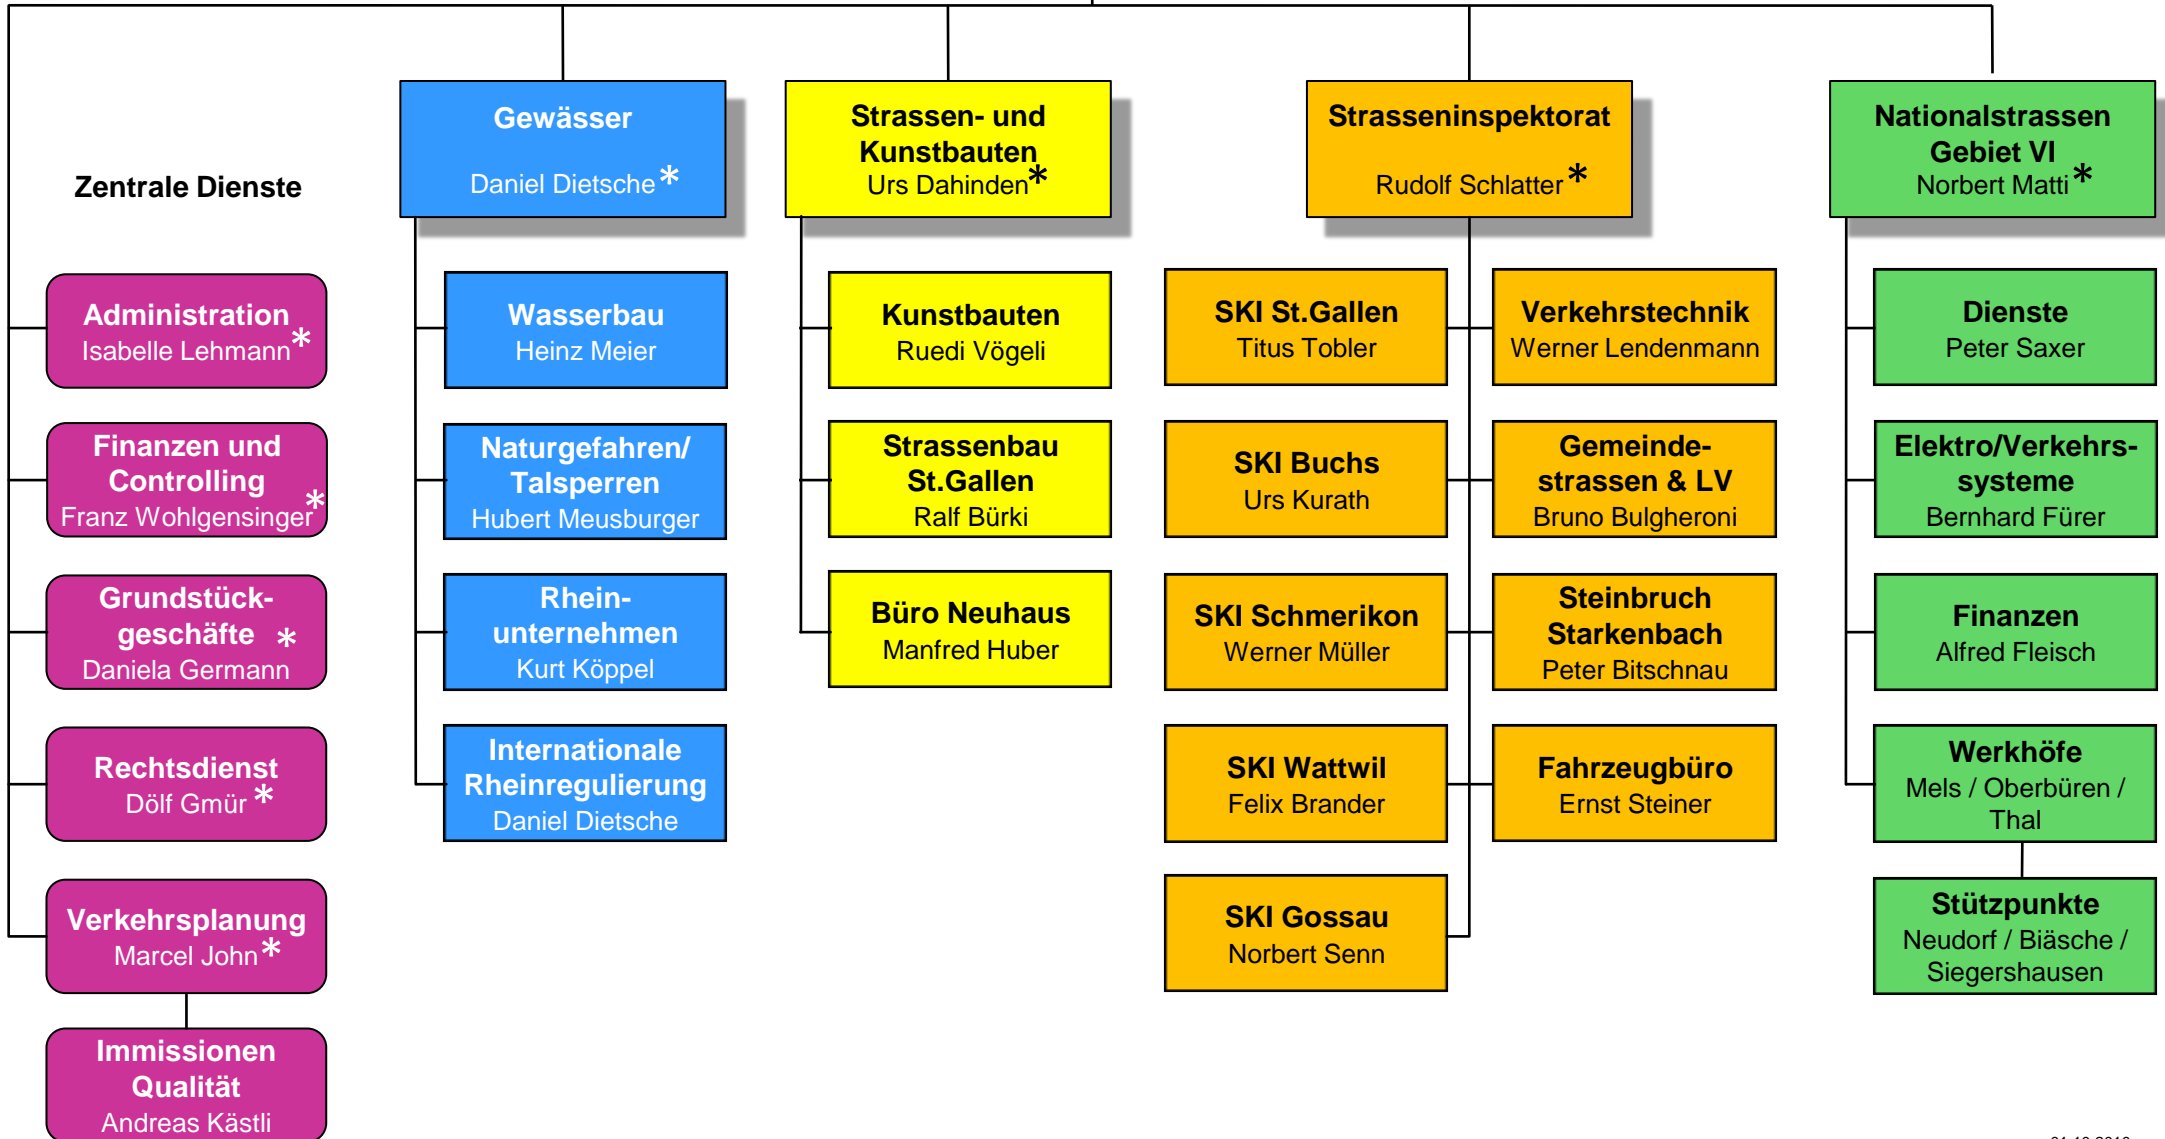 Zentrale Dienste
Administration
Isabelle Lehmann*
Finanzen und
Controlling
Franz Wohlgensinger*
Grundstück-
geschäfte *
Daniela Germann
Rechtsdienst
Dölf Gmür *
Verkehrsplanung
Marcel John*
Immissionen
Qualität
Andreas Kästli
Gewässer
Daniel Dietsche*
Wasserbau
Heinz Meier
Naturgefahren/
Talsperren
Hubert Meusburger
Rhein-
unternehmen
Kurt Köppel
Internationale
Rheinregulierung
Daniel Dietsche
Strassen- und
Kunstbauten
Urs Dahinden*
Kunstbauten
Ruedi Vögeli
Strassenbau
St.Gallen
Ralf Bürki
Büro Neuhaus
Manfred Huber
Strasseninspektorat
Rudolf Schlatter*
SKI St.Gallen
Titus Tobler
SKI Buchs
Urs Kurath
SKI Schmerikon
Werner Müller
SKI Wattwil
Felix Brander
SKI Gossau
Norbert Senn
Verkehrstechnik
Werner Lendenmann
Gemeinde-
strassen & LV
Bruno Bulgheroni
Steinbruch
Starkenbach
Peter Bitschnau
Fahrzeugbüro
Ernst Steiner
Nationalstrassen
Gebiet VI
Norbert Matti*
Dienste
Peter Saxer
Elektro/Verkehrs-
systeme
Bernhard Fürer
Finanzen
Alfred Fleisch
Werkhöfe
Mels / Oberbüren /
Thal
Stützpunkte
Neudorf / Biäsche /
Siegershausen